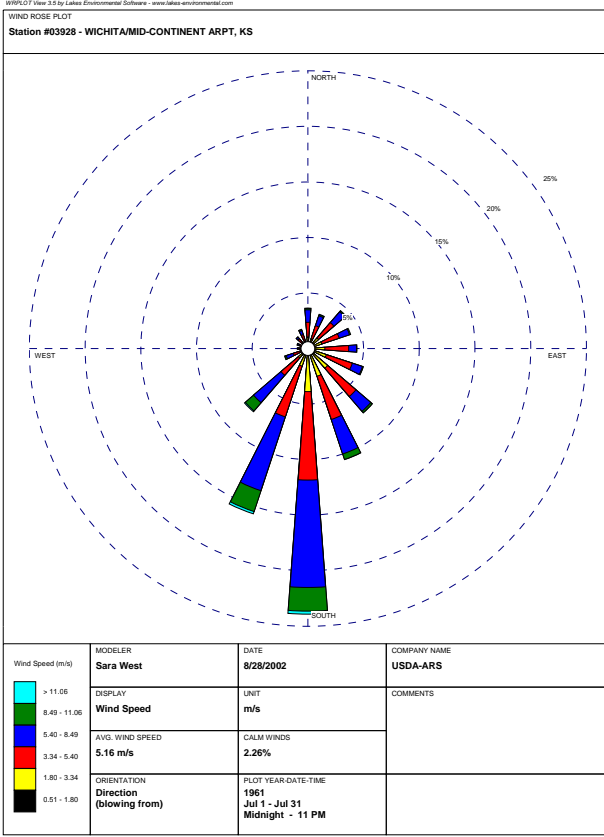 WRPLOT View 3.5 by Lakes Environmental Software - www.lakes-environmental.com
WIND ROSE PLOT
Station #03928 - WICHITA/MID-CONTINENT ARPT, KS
NORTH
25%
20%
15%
10%
5%
WEST
EAST
SOUTH
Wind Speed (m/s)
> 11.06
8.49 - 11.06
5.40 - 8.49
3.34 - 5.40
1.80 - 3.34
0.51 - 1.80
MODELER
Sara West
DATE
8/28/2002
COMPANY NAME
USDA-ARS
DISPLAY
Wind Speed
UNIT
m/s
COMMENTS
AVG. WIND SPEED
5.16 m/s
CALM WINDS
2.26%
ORIENTATION
Direction
(blowing from)
PLOT YEAR-DATE-TIME
1961
Jul 1 - Jul 31
Midnight - 11 PM